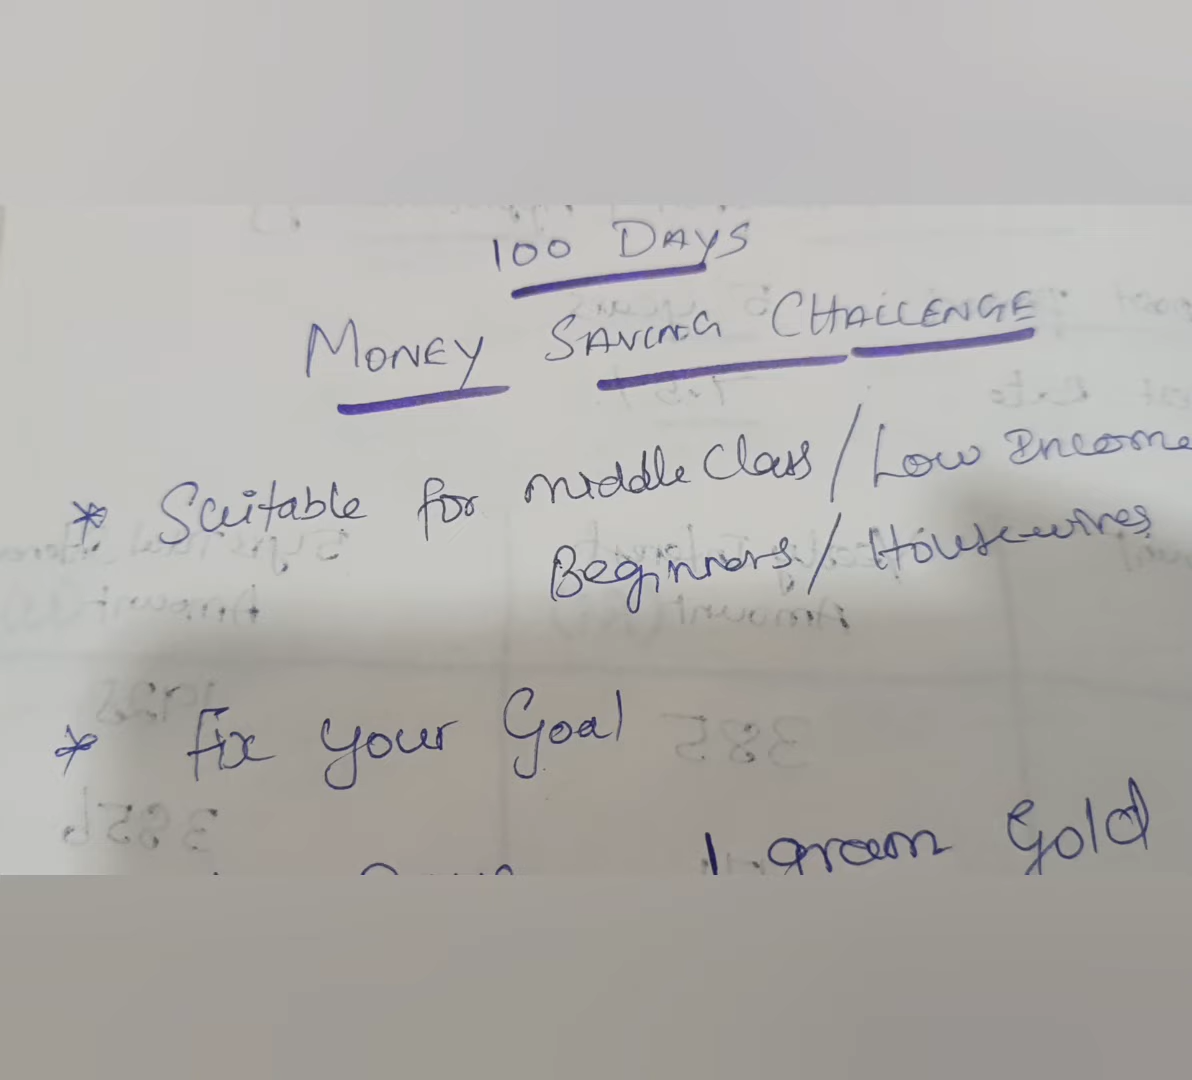 100 DAYS
MONEY SAVING CHALLENGE
* Suitable for middle Class / Low Income
Beginners / Housewives
* Fix your Goal
1 gram Gold